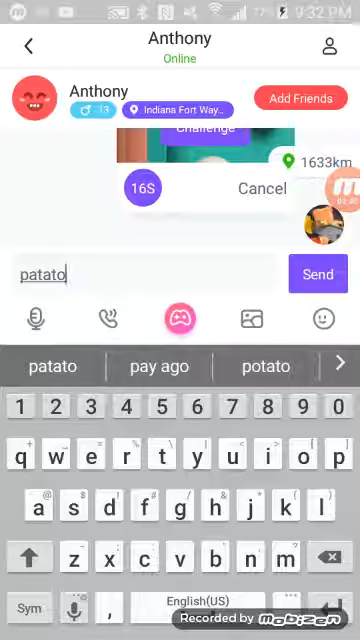 77% 9:32 PM
Anthony
Online
Anthony
13 Indiana Fort Way...
Add Friends
Challenge
1633km
16S Cancel
patato
Send
patato pay ago potato
1 2 3 4 5 6 7 8 9 0
q w e r t y u i o p
a s d f g h j k l
z x c v b n m
Sym , English(US)
Recorded by mobizen